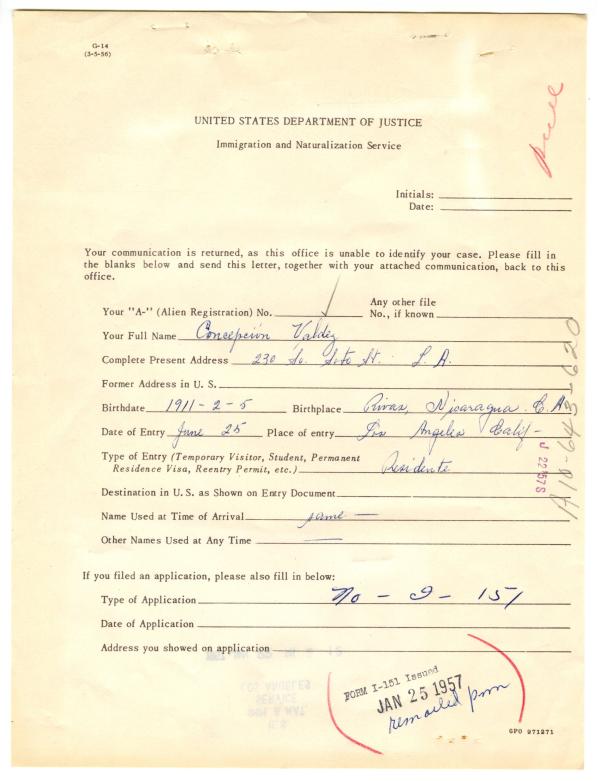 G-14
(3-5-56)
UNITED STATES DEPARTMENT OF JUSTICE
Immigration and Naturalization Service
Initials:
Date:
Your communication is returned, as this office is unable to identify your case. Please fill in
the blanks below and send this letter, together with your attached communication, back to this
office.
Your "A-" (Alien Registration) No. Any other file No., if known
Your Full Name Concepción Valdéz
Complete Present Address 230 So. Soto St. L.A.
Former Address in U. S.
Birthdate 1911-2-5 Birthplace Rivas, Nicaragua. C.A.
Date of Entry June 25 Place of entry Los Angeles Calif-
Type of Entry (Temporary Visitor, Student, Permanent
Residence Visa, Reentry Permit, etc.) Residente
Destination in U.S. as Shown on Entry Document
Name Used at Time of Arrival same —
Other Names Used at Any Time —
J 22'57S
If you filed an application, please also fill in below:
Type of Application No - I - 151
Date of Application
Address you showed on application
LOS ANGELES
SERVICE
FORM I-151 Issued
JAN 25 1957
remailed
GPO 971271